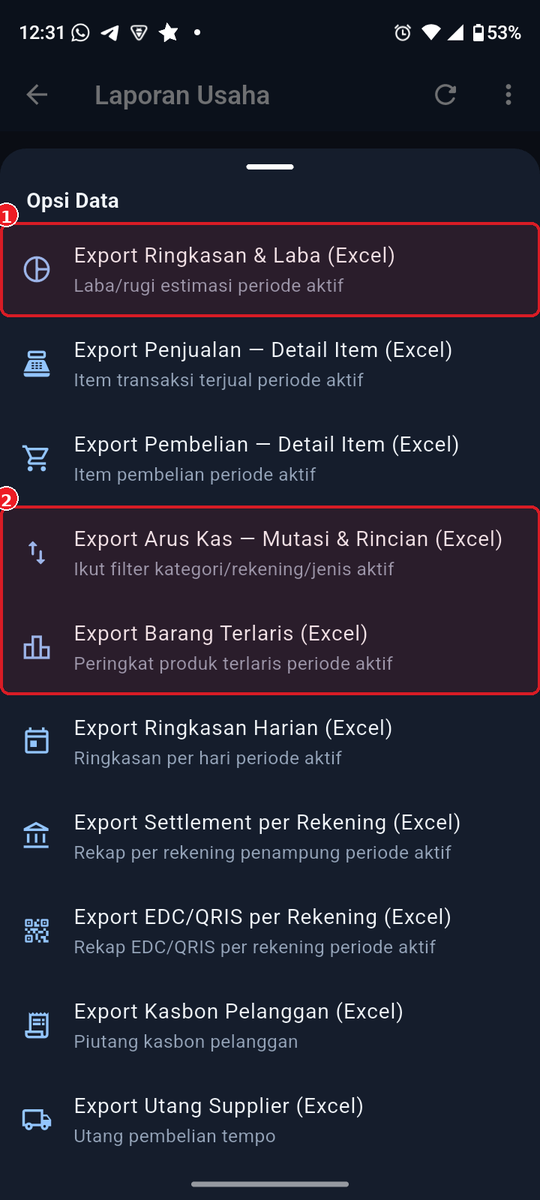 12:31
53%
Laporan Usaha
Opsi Data
1
Export Ringkasan & Laba (Excel)
Laba/rugi estimasi periode aktif
Export Penjualan — Detail Item (Excel)
Item transaksi terjual periode aktif
Export Pembelian — Detail Item (Excel)
Item pembelian periode aktif
2
Export Arus Kas — Mutasi & Rincian (Excel)
Ikut filter kategori/rekening/jenis aktif
Export Barang Terlaris (Excel)
Peringkat produk terlaris periode aktif
Export Ringkasan Harian (Excel)
Ringkasan per hari periode aktif
Export Settlement per Rekening (Excel)
Rekap per rekening penampung periode aktif
Export EDC/QRIS per Rekening (Excel)
Rekap EDC/QRIS per rekening periode aktif
Export Kasbon Pelanggan (Excel)
Piutang kasbon pelanggan
Export Utang Supplier (Excel)
Utang pembelian tempo